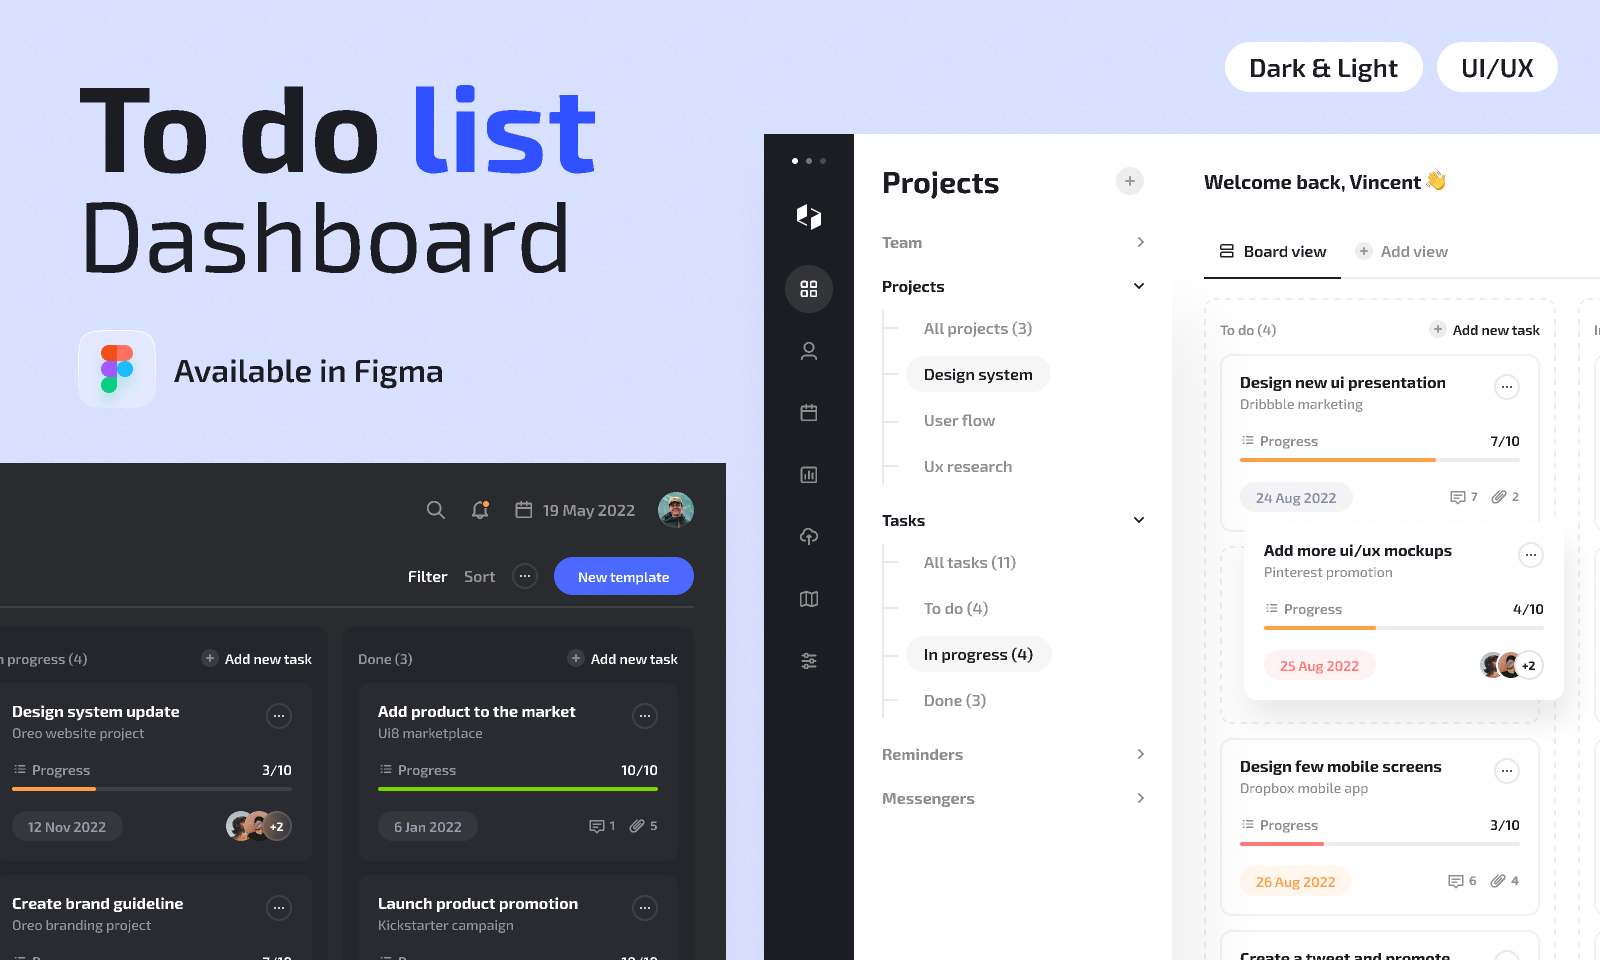 To do list
Dashboard
Available in Figma
Dark & Light
UI/UX
19 May 2022
Filter
Sort
New template
progress (4)
Add new task
Design system update
Oreo website project
Progress
3/10
12 Nov 2022
+2
Create brand guideline
Oreo branding project
Done (3)
Add new task
Add product to the market
Ui8 marketplace
Progress
10/10
6 Jan 2022
1
5
Launch product promotion
Kickstarter campaign
Projects
Team
Projects
All projects (3)
Design system
User flow
Ux research
Tasks
All tasks (11)
To do (4)
In progress (4)
Done (3)
Reminders
Messengers
Welcome back, Vincent 👋
Board view
Add view
To do (4)
Add new task
Design new ui presentation
Dribbble marketing
Progress
7/10
24 Aug 2022
7
2
Add more ui/ux mockups
Pinterest promotion
Progress
4/10
25 Aug 2022
+2
Design few mobile screens
Dropbox mobile app
Progress
3/10
26 Aug 2022
6
4
Create a tweet and promote